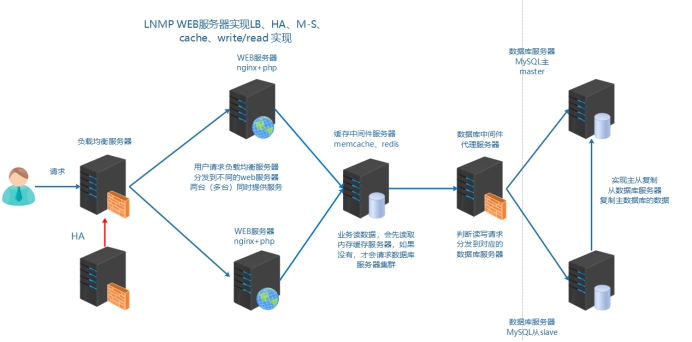 LNMP WEB服务器实现LB、HA、M-S、
cache、write/read 实现
WEB服务器
nginx+php
数据库服务器
MySQL主
master
负载均衡服务器
缓存中间件服务器
memcache、redis
数据库中间件
代理服务器
请求
用户请求负载均衡服务器
分发到不同的web服务器
两台（多台）同时提供服务
实现主从复制
从数据库服务器
复制主数据库的数据
HA
WEB服务器
nginx+php
业务读数据，会先读取
内存缓存服务器，如果
没有，才会请求数据库
服务器集群
判断读写请求
分发到对应的
数据库服务器
数据库服务器
MySQL从slave